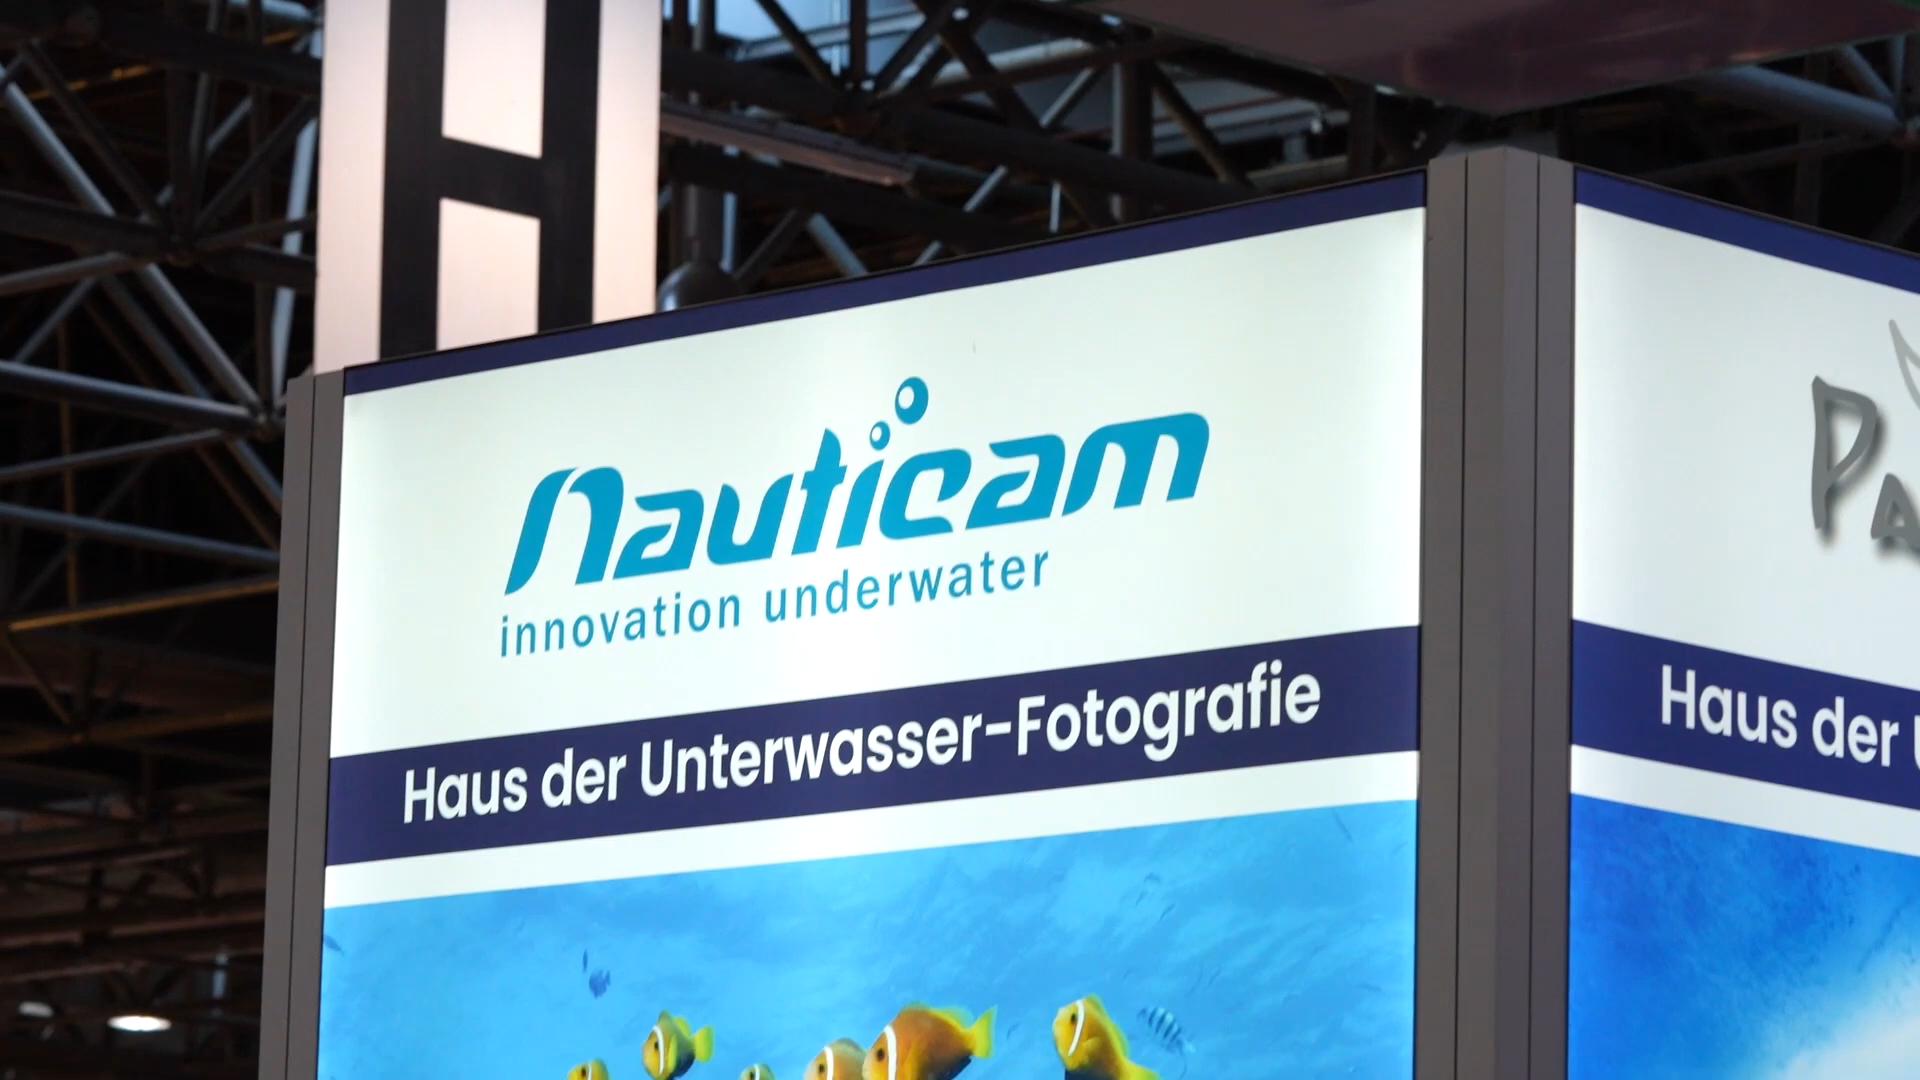 H
Nauticam
innovation underwater
Haus der Unterwasser-Fotografie
Haus der